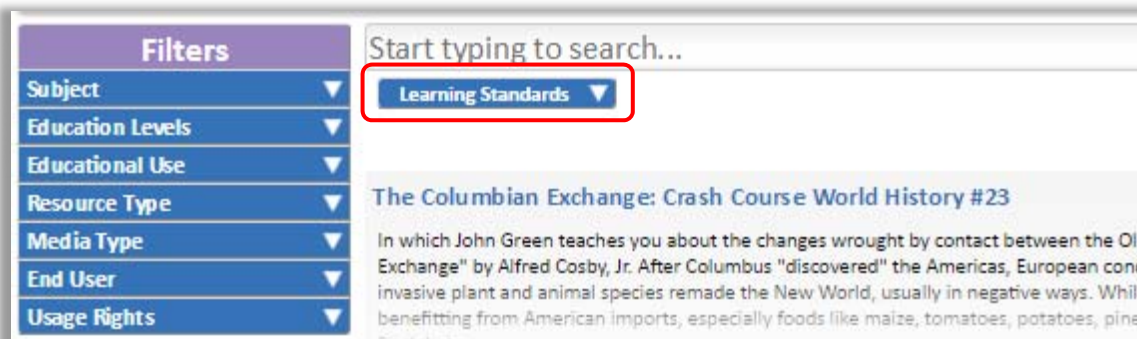 Filters
Subject
Education Levels
Educational Use
Resource Type
Media Type
End User
Usage Rights
Start typing to search...
Learning Standards
The Columbian Exchange: Crash Course World History #23
In which John Green teaches you about the changes wrought by contact between the Ol
Exchange" by Alfred Cosby, Jr. After Columbus "discovered" the Americas, European con
invasive plant and animal species remade the New World, usually in negative ways. Whil
benefitting from American imports, especially foods like maize, tomatoes, potatoes, pine